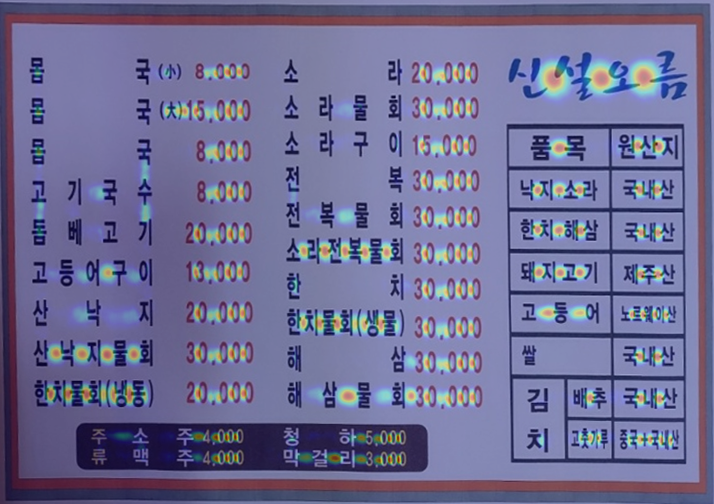 신설오름
몸국(小) 8,000
몸국(大) 15,000
몸국 8,000
고기국수 8,000
돔베고기 20,000
고등어구이 13,000
산낙지 20,000
산낙지물회 30,000
한치물회(냉동) 20,000
소라 20,000
소라물회 30,000
소라구이 15,000
전복 30,000
전복물회 30,000
소라전복물회 30,000
한치 30,000
한치물회(생물) 30,000
해삼 30,000
해삼물회 30,000
소주 4,000
맥주 4,000
청하 5,000
막걸리 3,000
품목 원산지
낙지·소라 국내산
한치·해삼 국내산
돼지고기 제주산
고등어 노르웨이산
쌀 국내산
김치 배추 국내산
고춧가루 중국+국내산